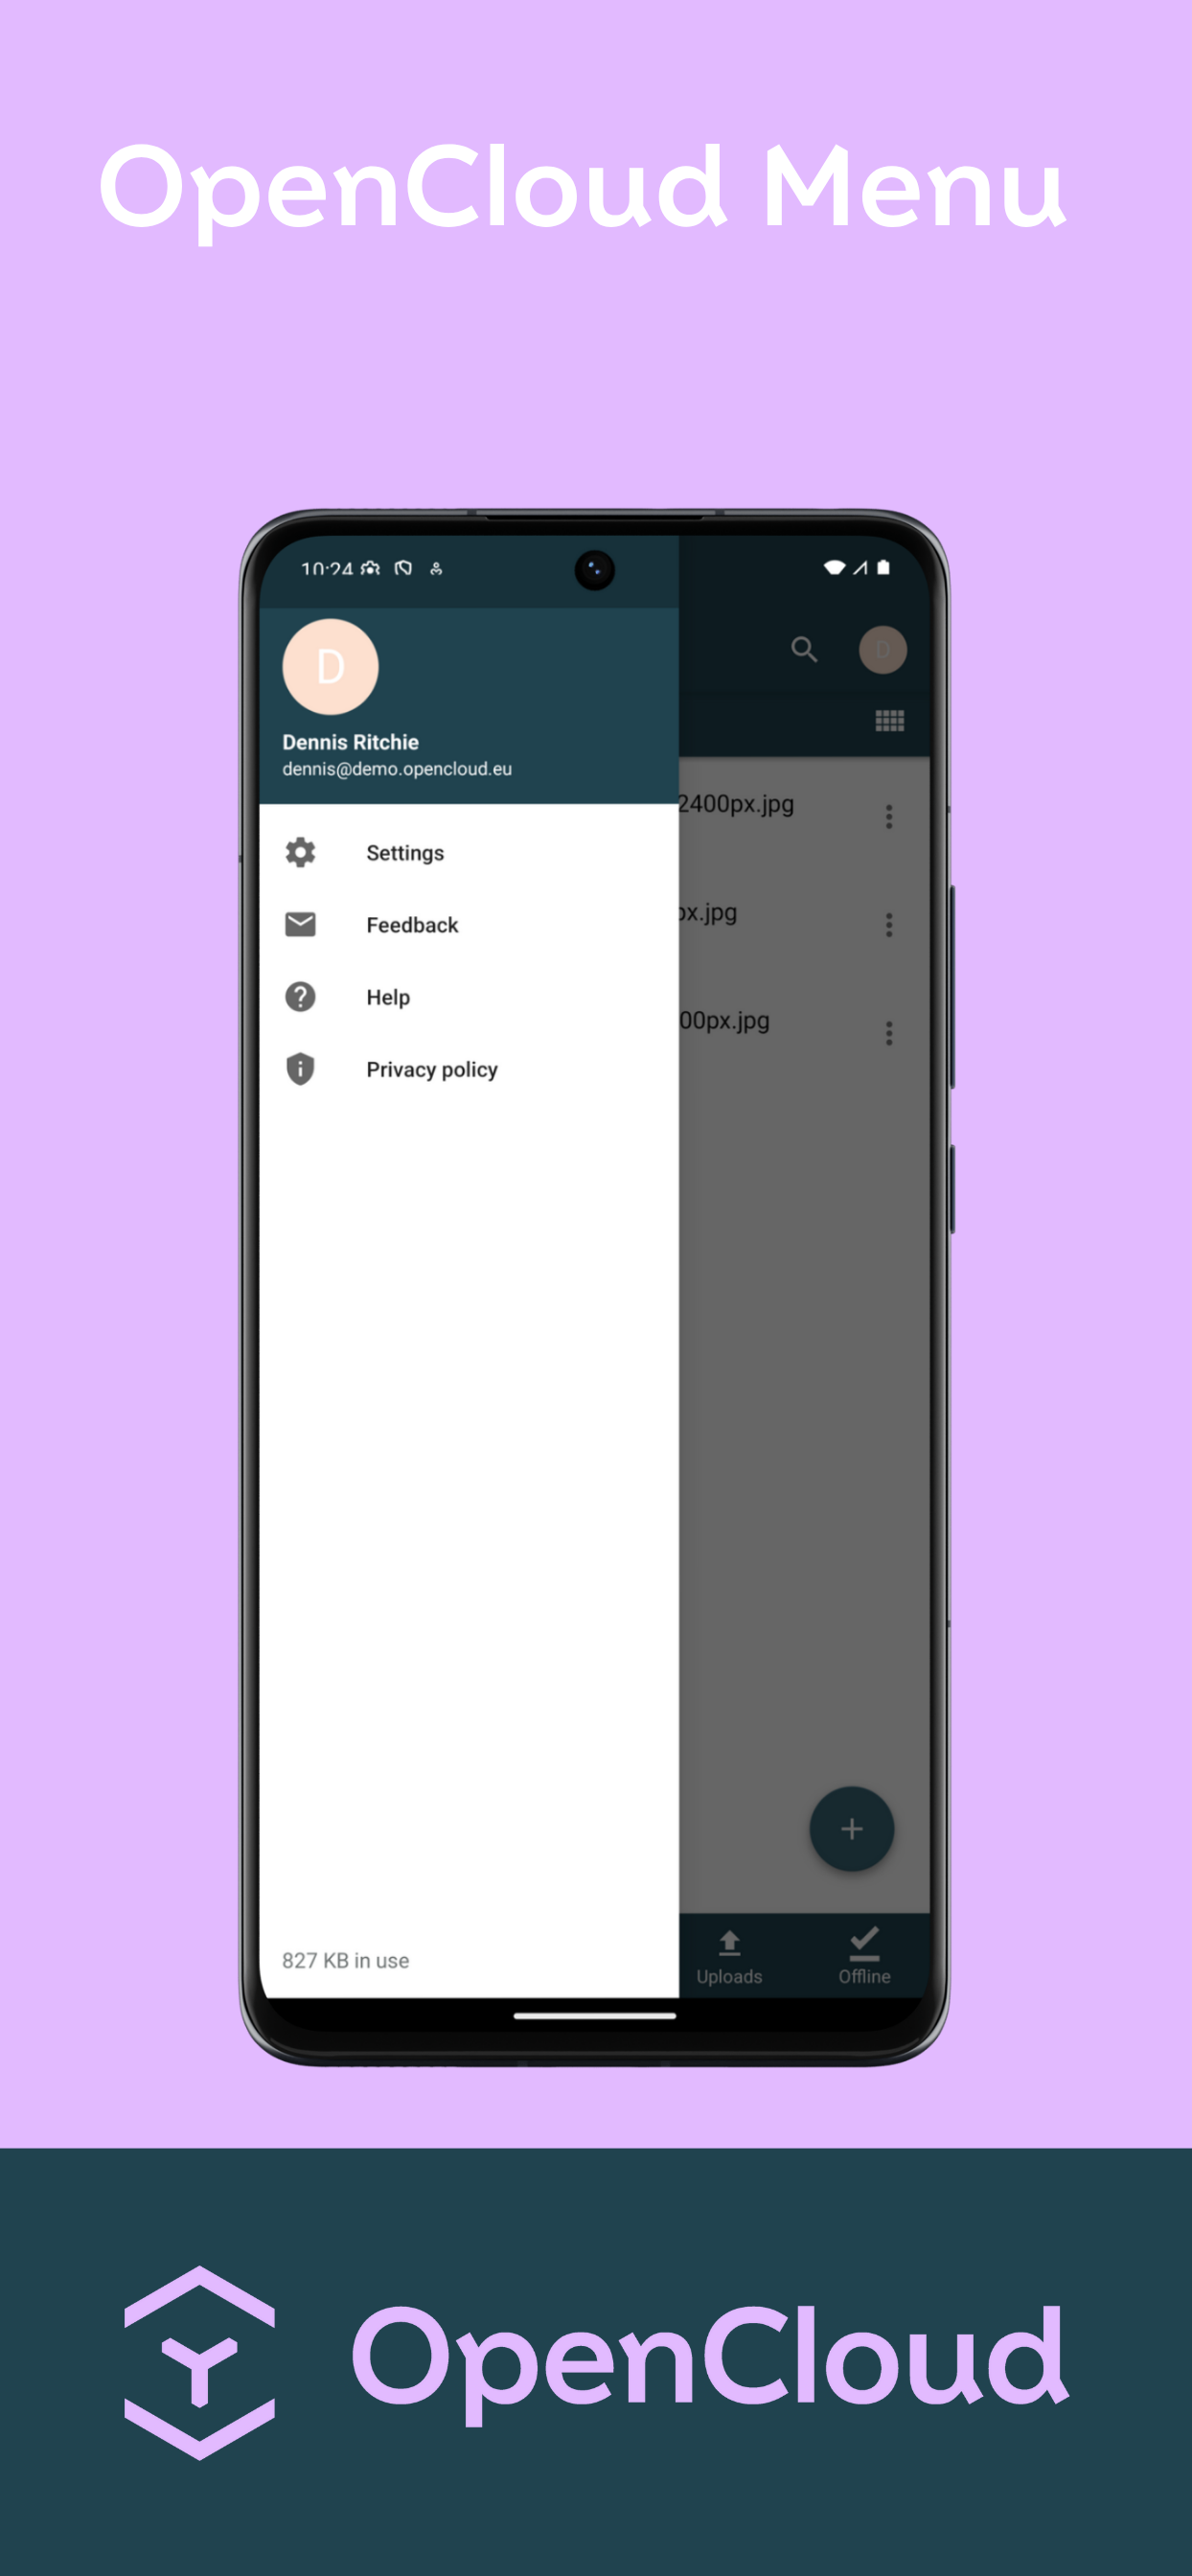 OpenCloud Menu
10:24
D
D
Dennis Ritchie
dennis@demo.opencloud.eu
2400px.jpg
Settings
px.jpg
Feedback
Help
00px.jpg
Privacy policy
827 KB in use
Uploads
Offline
OpenCloud